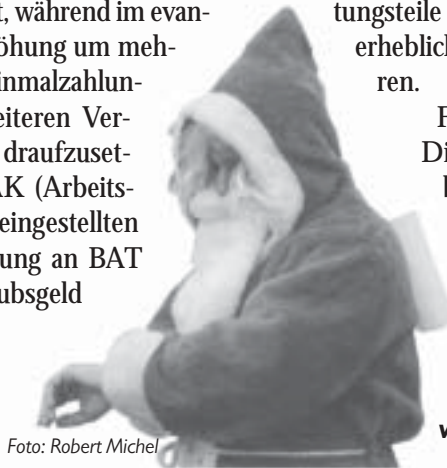 t, während im evan-
öhung um meh-
inmalzahlun-
eiteren Ver-
draufzuset-
AK (Arbeits-
eingestellten
ung an BAT
ubsgeld
Foto: Robert Michel
tungsteile
erheblich
ren.